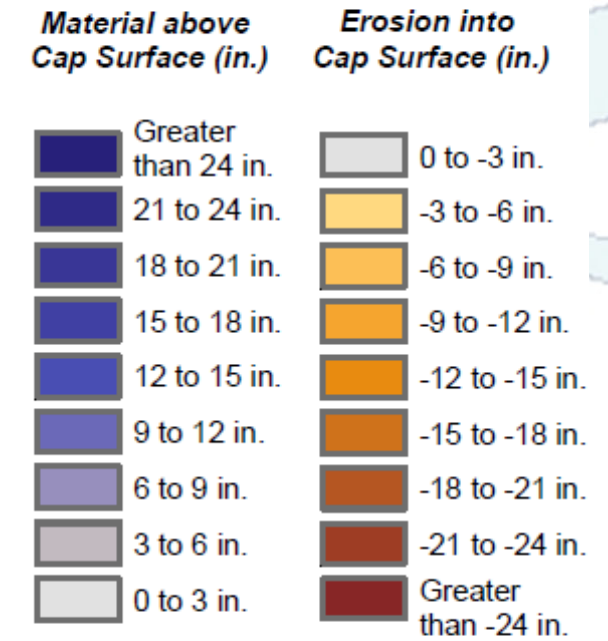 Material above
Cap Surface (in.)
Greater
than 24 in.
21 to 24 in.
18 to 21 in.
15 to 18 in.
12 to 15 in.
9 to 12 in.
6 to 9 in.
3 to 6 in.
0 to 3 in.
Erosion into
Cap Surface (in.)
0 to -3 in.
-3 to -6 in.
-6 to -9 in.
-9 to -12 in.
-12 to -15 in.
-15 to -18 in.
-18 to -21 in.
-21 to -24 in.
Greater
than -24 in.